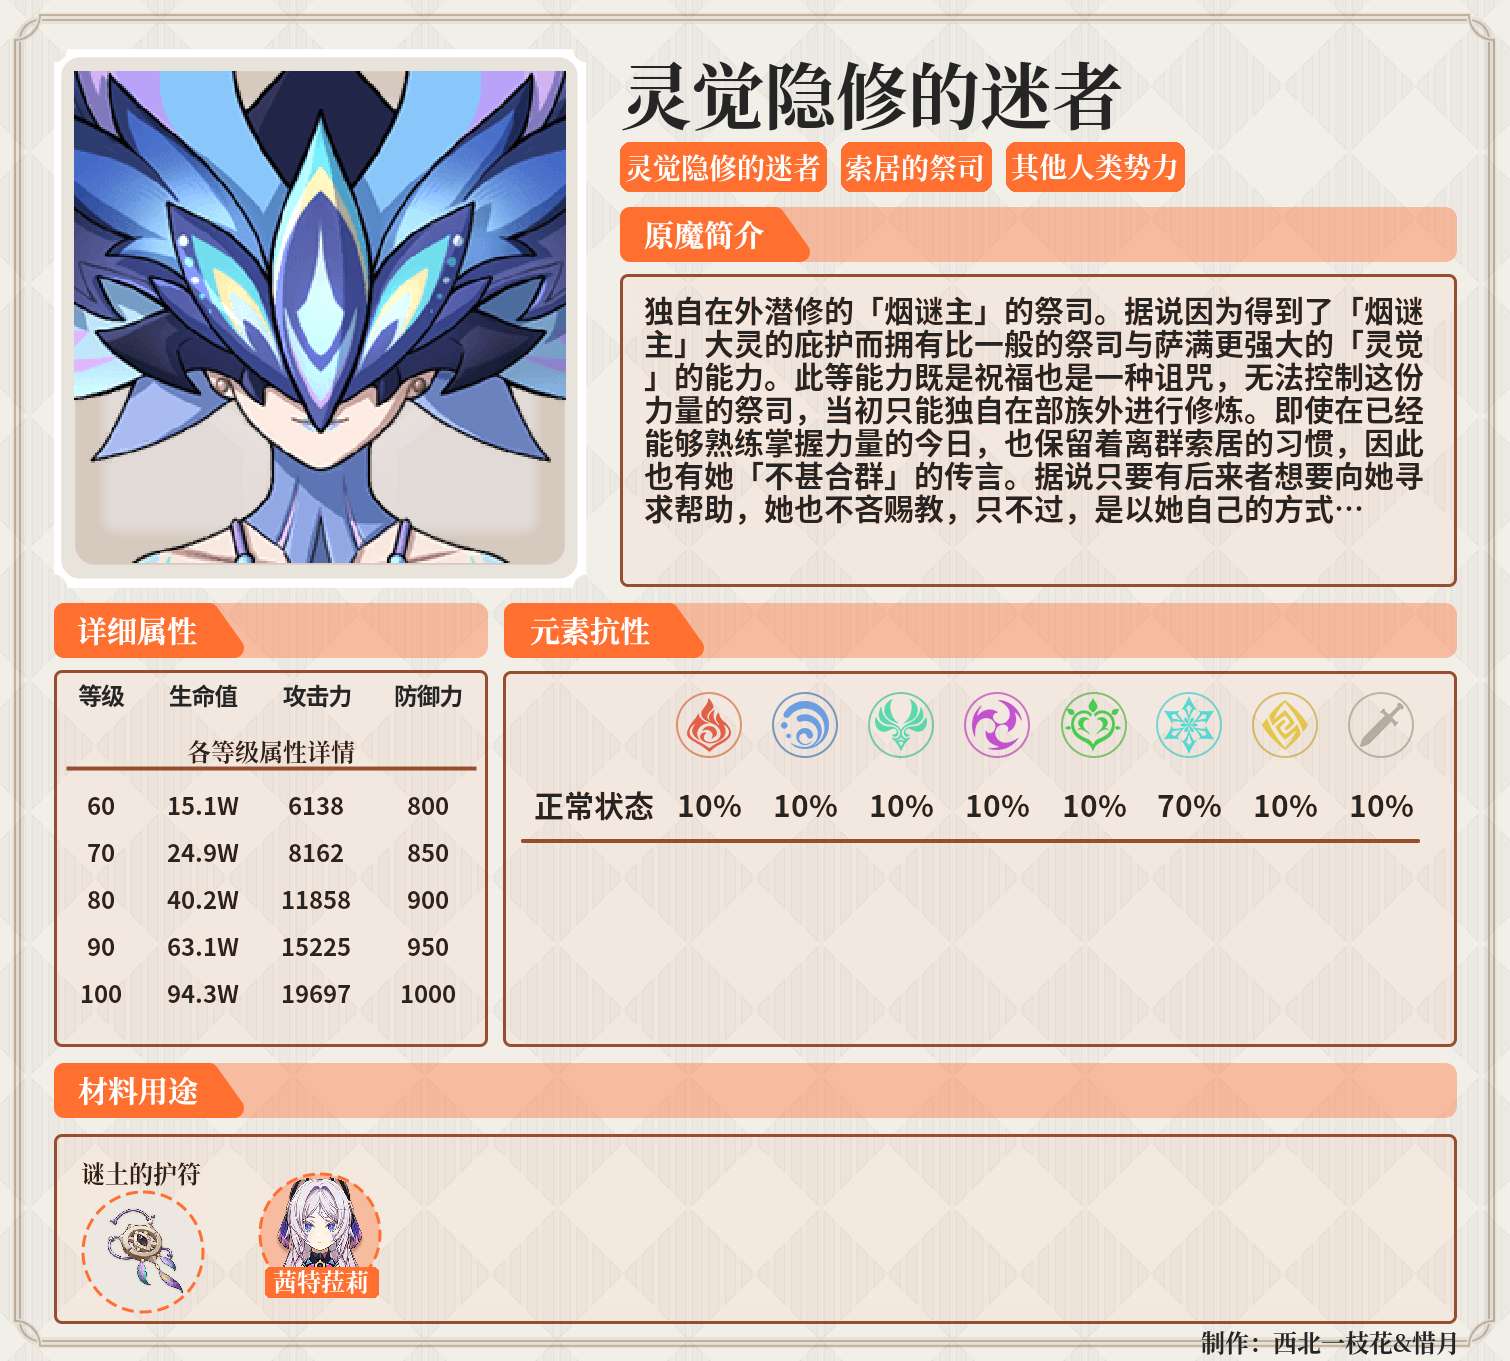 灵觉隐修的迷者
灵觉隐修的迷者 索居的祭司 其他人类势力
原魔简介
独自在外潜修的「烟谜主」的祭司。据说因为得到了「烟谜
主」大灵的庇护而拥有比一般的祭司与萨满更强大的「灵觉
」的能力。此等能力既是祝福也是一种诅咒，无法控制这份
力量的祭司，当初只能独自在部族外进行修炼。即使在已经
能够熟练掌握力量的今日，也保留着离群索居的习惯，因此
也有她「不甚合群」的传言。据说只要有后来者想要向她寻
求帮助，她也不吝赐教，只不过，是以她自己的方式…
详细属性
等级 生命值 攻击力 防御力
各等级属性详情
60 15.1W 6138 800
70 24.9W 8162 850
80 40.2W 11858 900
90 63.1W 15225 950
100 94.3W 19697 1000
元素抗性
正常状态 10% 10% 10% 10% 10% 70% 10% 10%
材料用途
谜土的护符
茜特菈莉
制作：西北一枝花&惜月